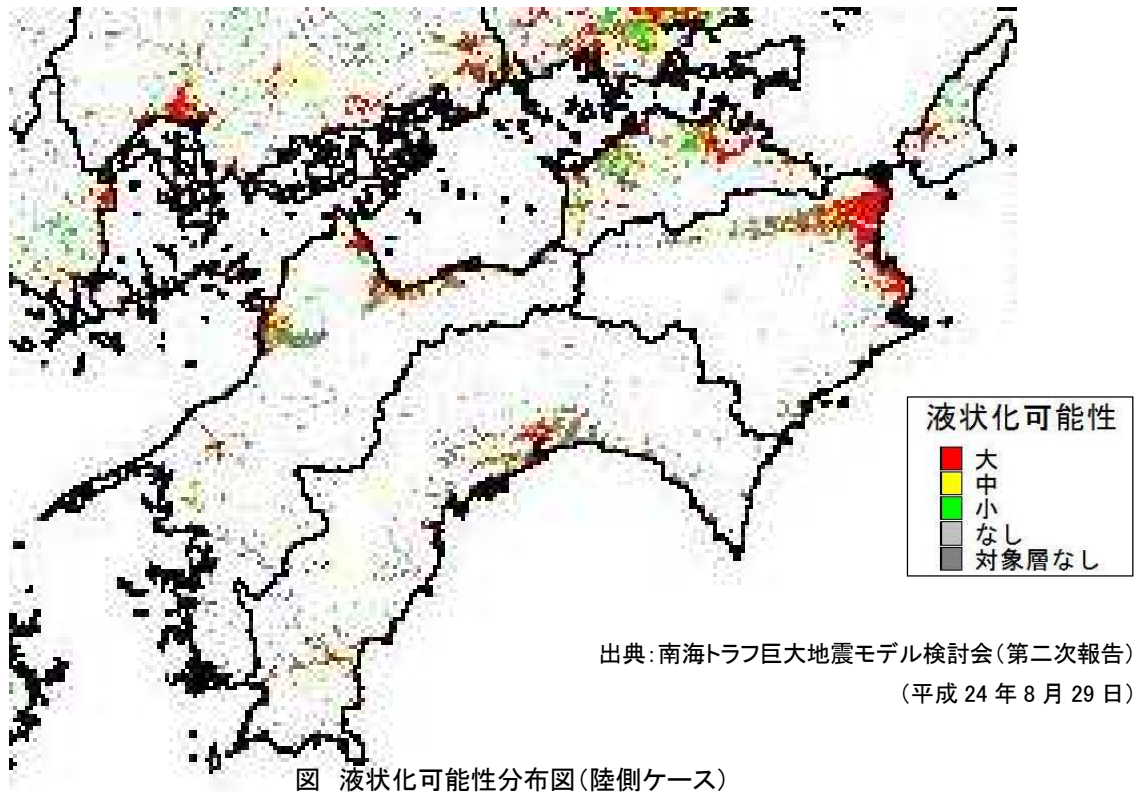 液状化可能性
大
中
小
なし
対象層なし
出典:南海トラフ巨大地震モデル検討会(第二次報告)
(平成 24 年 8 月 29 日)
図 液状化可能性分布図(陸側ケース)